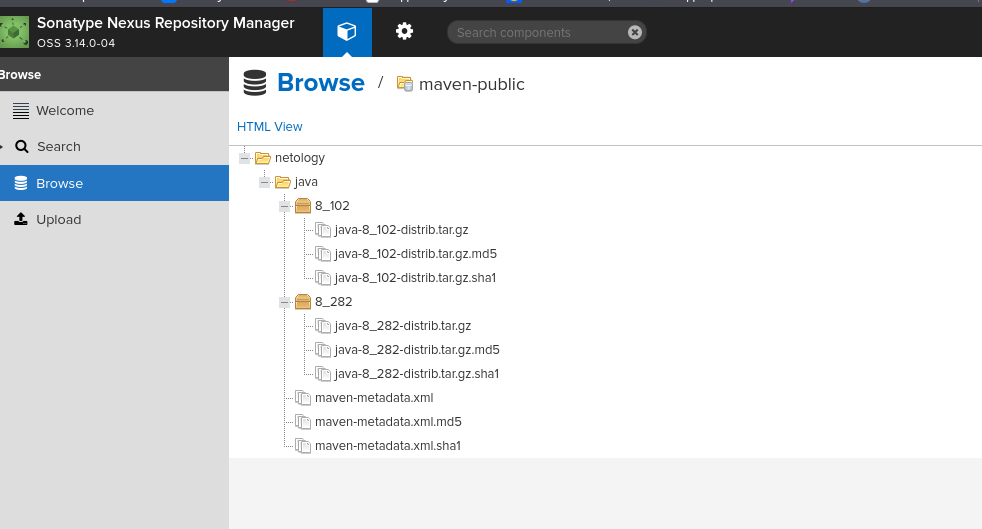 Sonatype Nexus Repository Manager
OSS 3.14.0-04
Search components
Browse
Browse / maven-public
Welcome
HTML View
Search
Browse
Upload
netology
java
8_102
java-8_102-distrib.tar.gz
java-8_102-distrib.tar.gz.md5
java-8_102-distrib.tar.gz.sha1
8_282
java-8_282-distrib.tar.gz
java-8_282-distrib.tar.gz.md5
java-8_282-distrib.tar.gz.sha1
maven-metadata.xml
maven-metadata.xml.md5
maven-metadata.xml.sha1